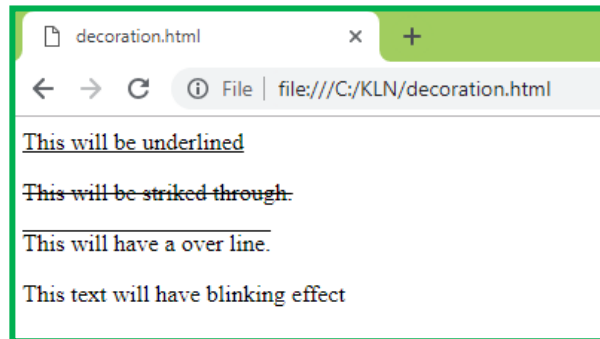 decoration.html
File | file:///C:/KLN/decoration.html
This will be underlined
This will be striked through.
This will have a over line.
This text will have blinking effect